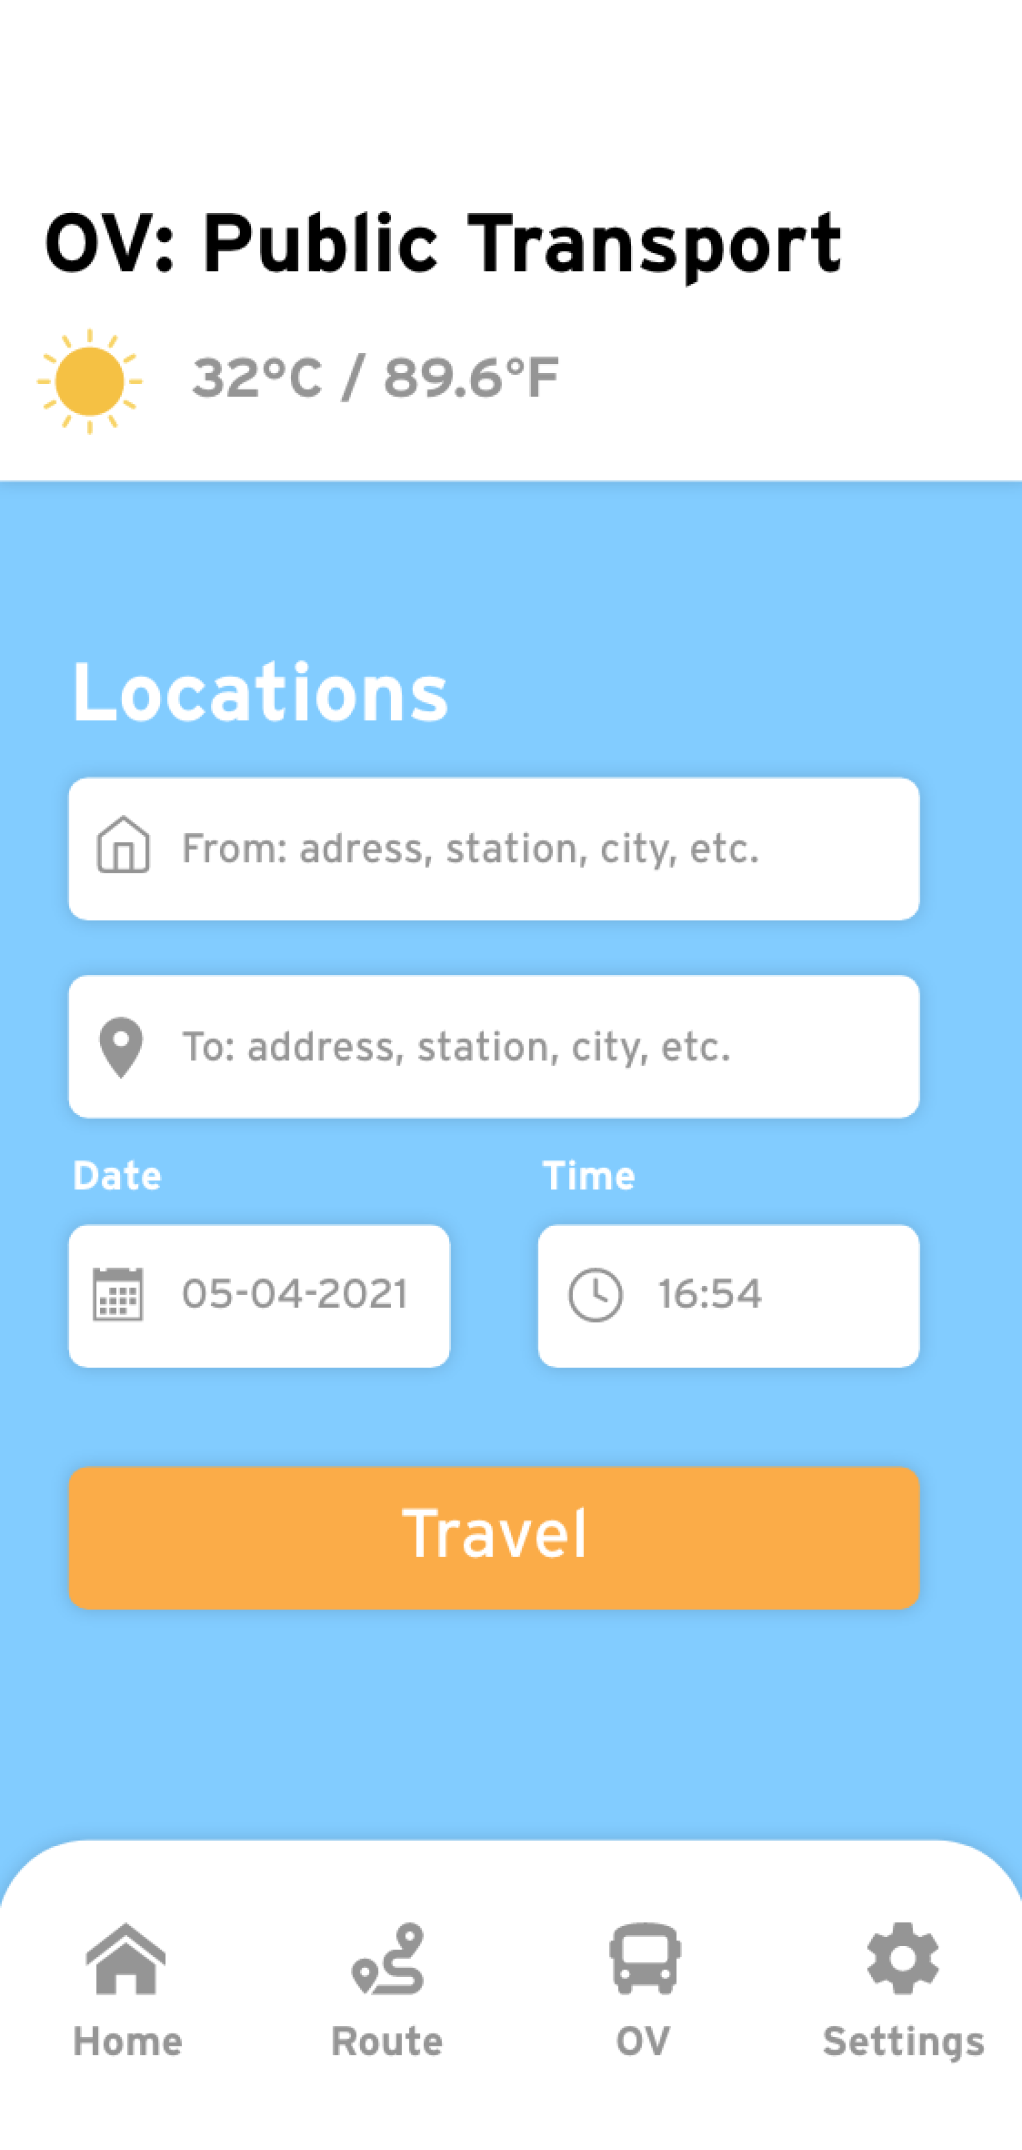 OV: Public Transport
32°C / 89.6°F
Locations
From: adress, station, city, etc.
To: address, station, city, etc.
Date Time
05-04-2021 16:54
Travel
Home Route OV Settings